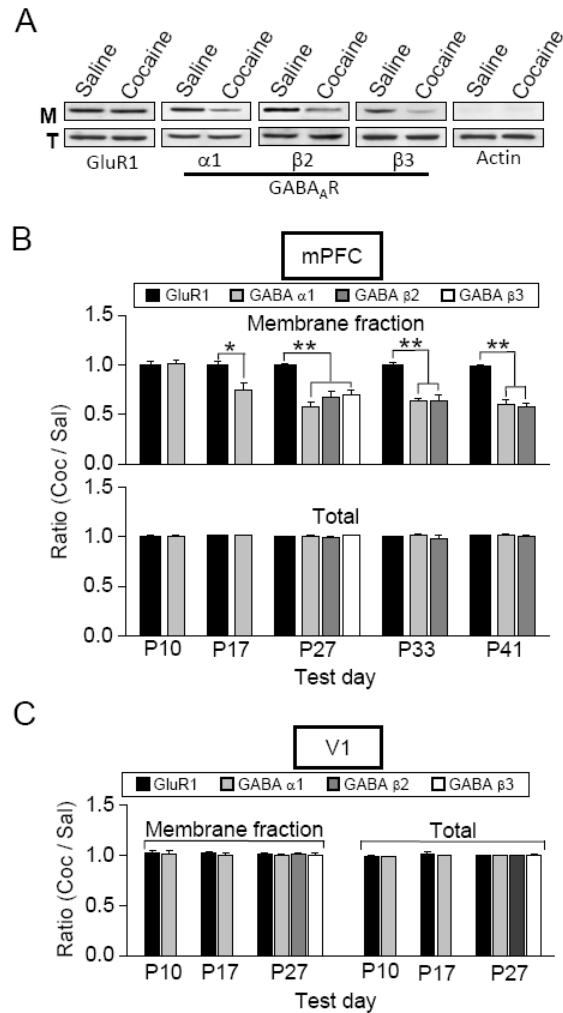 A
Saline Cocaine Saline Cocaine Saline Cocaine Saline Cocaine Saline Cocaine
M
T
GluR1 α1 β2 β3 Actin
GABA_AR
B
mPFC
GluR1 GABA α1 GABA β2 GABA β3
Membrane fraction
1.5
* ** ** **
1.0
0.5
0.0
Ratio (Coc / Sal)
1.5
Total
1.0
0.5
0.0
P10 P17 P27 P33 P41
Test day
C
V1
GluR1 GABA α1 GABA β2 GABA β3
Ratio (Coc / Sal)
1.5
Membrane fraction Total
1.0
0.5
0.0
P10 P17 P27 P10 P17 P27
Test day Test day